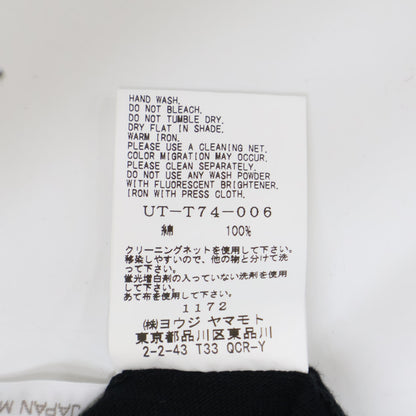 HAND WASH.
DO NOT BLEACH.
DO NOT TUMBLE DRY.
DRY FLAT IN SHADE.
WARM IRON.
PLEASE USE A CLEANING NET.
COLOR MIGRATION MAY OCCUR.
PLEASE CLEAN SEPARATELY.
DO NOT USE ANY WASH POWDER
WITH FLUORESCENT BRIGHTENER.
IRON WITH PRESS CLOTH.
UT-T74-006
綿 100%
クリーニングネットを使用して下さい。
移染しやすいので、他の物と分けて洗
って下さい。
蛍光増白剤の入っていない洗剤を使用
して下さい。
あて布を使用して下さい。
1172
㈱ヨウジ ヤマモト
東京都品川区東品川
2-2-43 T33 QCR-Y
JAPAN M